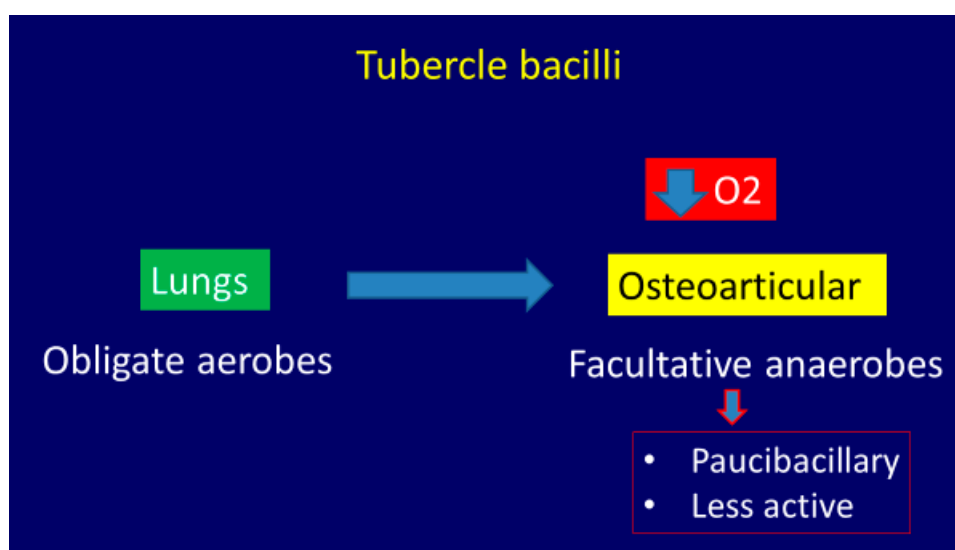 Tubercle bacilli
O2
Lungs
Osteoarticular
Obligate aerobes
Facultative anaerobes
• Paucibacillary
• Less active